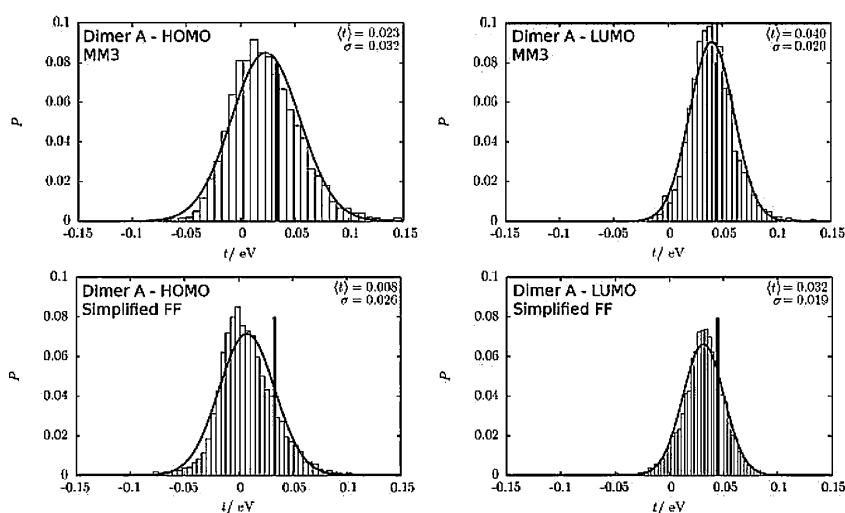 0.1
Dimer A - HOMO
MM3
⟨t⟩ = 0.023
σ = 0.032
0.08
0.06
P
0.04
0.02
0
-0.15 -0.1 -0.05 0 0.05 0.1 0.15
t/ eV
0.1
Dimer A - LUMO
MM3
⟨t⟩ = 0.040
σ = 0.020
0.08
0.06
P
0.04
0.02
0
-0.15 -0.1 -0.05 0 0.05 0.1 0.15
t/ eV
0.1
Dimer A - HOMO
Simplified FF
⟨t⟩ = 0.008
σ = 0.026
0.08
0.06
P
0.04
0.02
0
-0.15 -0.1 -0.05 0 0.05 0.1 0.15
t/ eV
0.1
Dimer A - LUMO
Simplified FF
⟨t⟩ = 0.032
σ = 0.019
0.08
0.06
P
0.04
0.02
0
-0.15 -0.1 -0.05 0 0.05 0.1 0.15
t/ eV